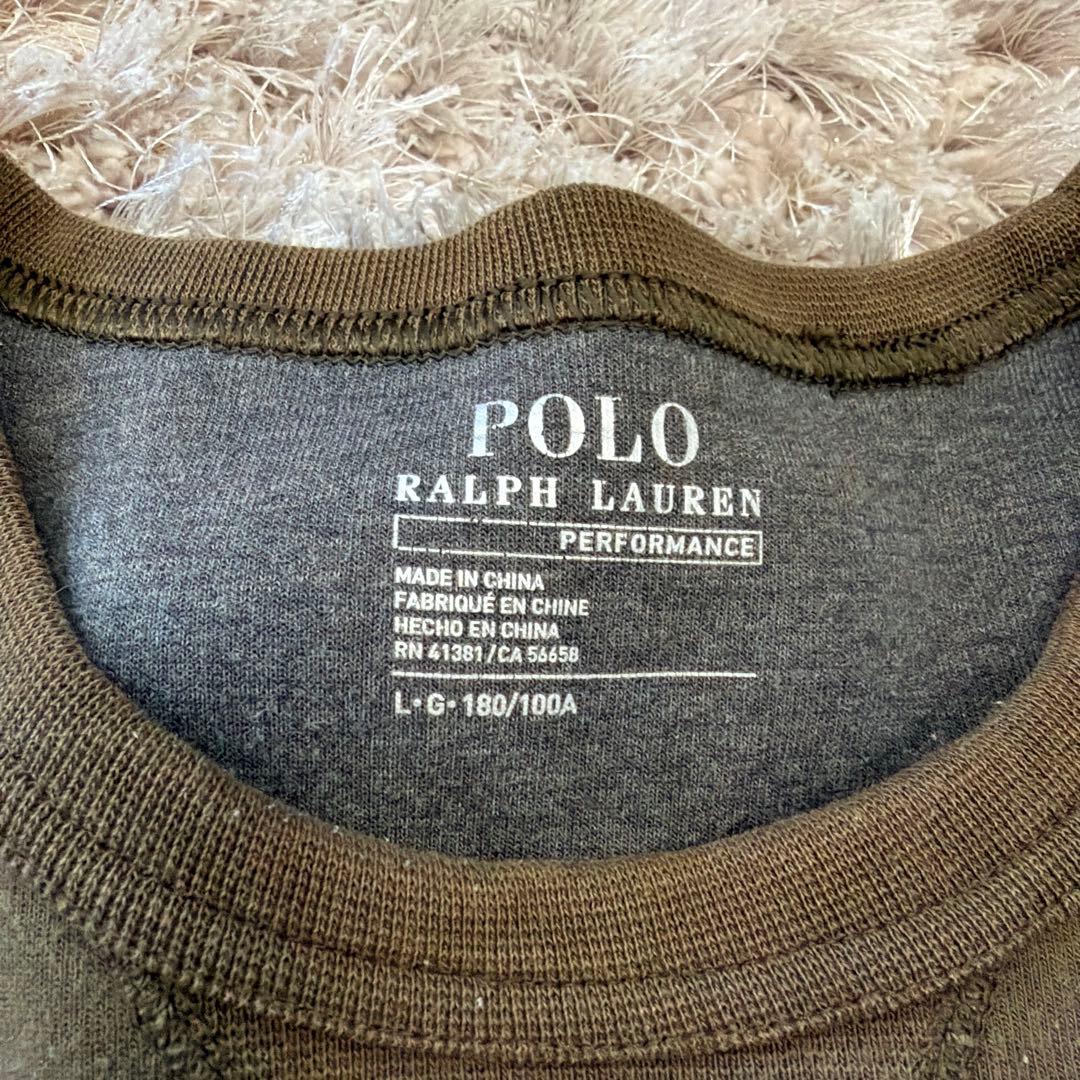 POLO
RALPH LAUREN
PERFORMANCE
MADE IN CHINA
FABRIQUÉ EN CHINE
HECHO EN CHINA
RN 41381/CA 56658
L•G•180/100A